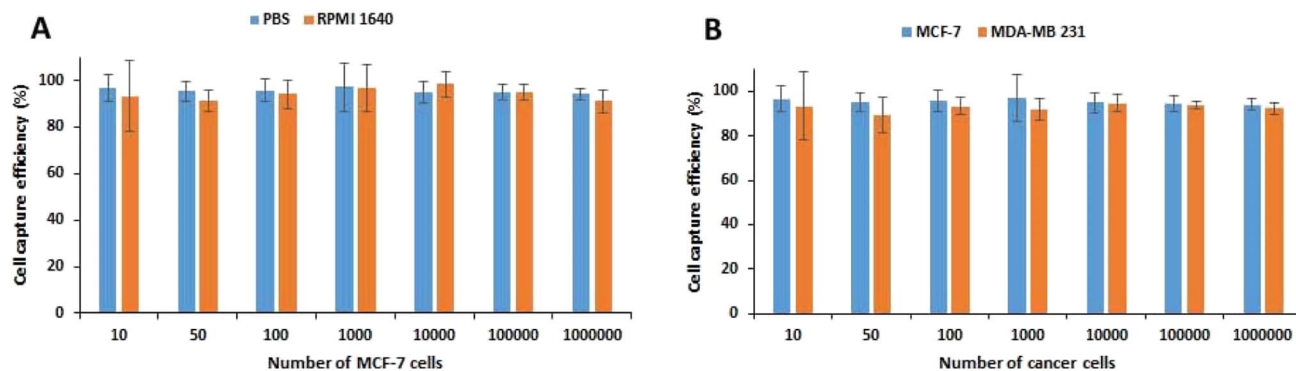 A
PBS RPMI 1640
Cell capture efficiency (%)
100
80
60
40
20
0
10 50 100 1000 10000 100000 1000000
Number of MCF-7 cells
B
MCF-7 MDA-MB 231
Cell capture efficiency (%)
100
80
60
40
20
0
10 50 100 1000 10000 100000 1000000
Number of cancer cells